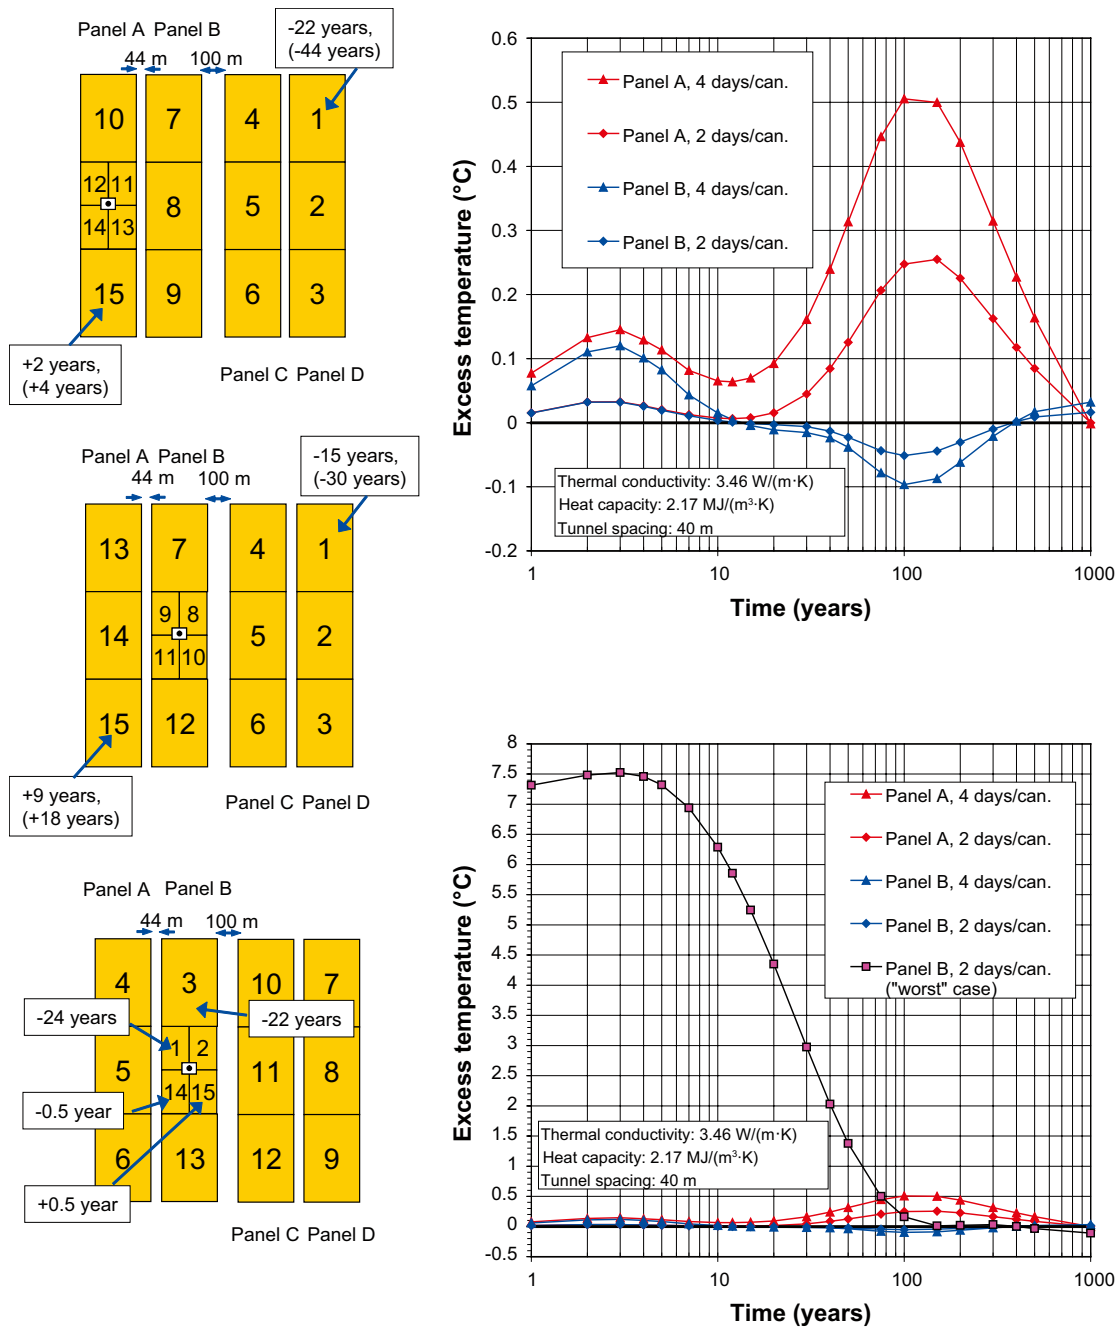 Panel A Panel B
44 m
100 m
-22 years,
(-44 years)
10 7 4 1
12 11
8 5 2
14 13
15 9 6 3
+2 years,
(+4 years)
Panel C Panel D
0.6
0.5
0.4
0.3
0.2
0.1
0
-0.1
-0.2
Excess temperature (°C)
Panel A, 4 days/can.
Panel A, 2 days/can.
Panel B, 4 days/can.
Panel B, 2 days/can.
Thermal conductivity: 3.46 W/(m·K)
Heat capacity: 2.17 MJ/(m³·K)
Tunnel spacing: 40 m
1 10 100 1000
Time (years)
Panel A Panel B
44 m
100 m
-15 years,
(-30 years)
13 7 4 1
9 8
14 5 2
11 10
15 12 6 3
+9 years,
(+18 years)
Panel C Panel D
Panel A Panel B
44 m
100 m
4 3 10 7
-24 years
-22 years
1 2
5 11 8
14 15
-0.5 year
6 13 12 9
+0.5 year
Panel C Panel D
8
7.5
7
6.5
6
5.5
5
4.5
4
3.5
3
2.5
2
1.5
1
0.5
0
-0.5
Excess temperature (°C)
Panel A, 4 days/can.
Panel A, 2 days/can.
Panel B, 4 days/can.
Panel B, 2 days/can.
Panel B, 2 days/can.
("worst" case)
Thermal conductivity: 3.46 W/(m·K)
Heat capacity: 2.17 MJ/(m³·K)
Tunnel spacing: 40 m
1 10 100 1000
Time (years)